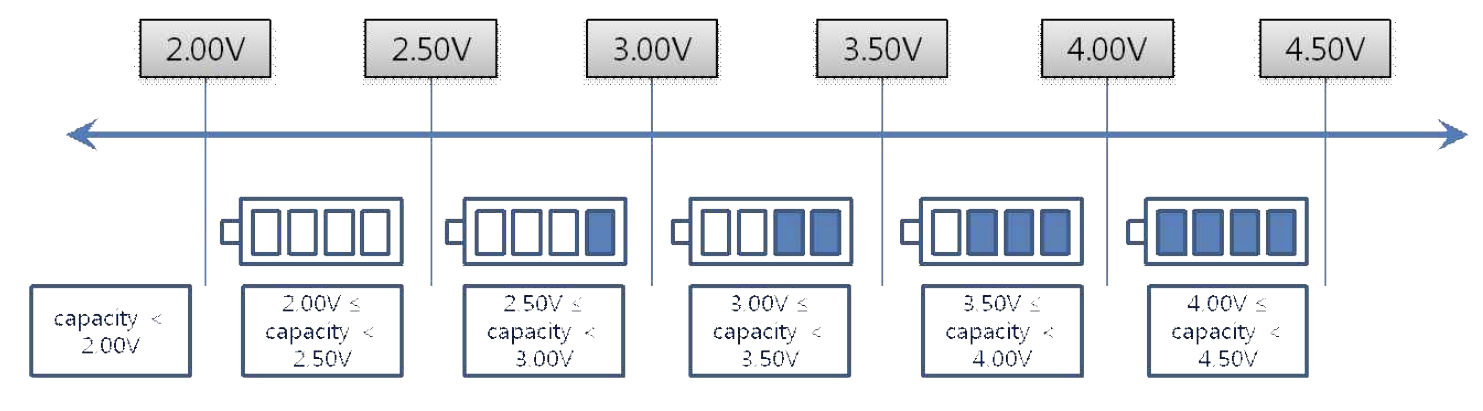 2.00V
2.50V
3.00V
3.50V
4.00V
4.50V
capacity <
2.00V
2.00V ≤
capacity <
2.50V
2.50V ≤
capacity <
3.00V
3.00V ≤
capacity <
3.50V
3.50V ≤
capacity <
4.00V
4.00V ≤
capacity <
4.50V